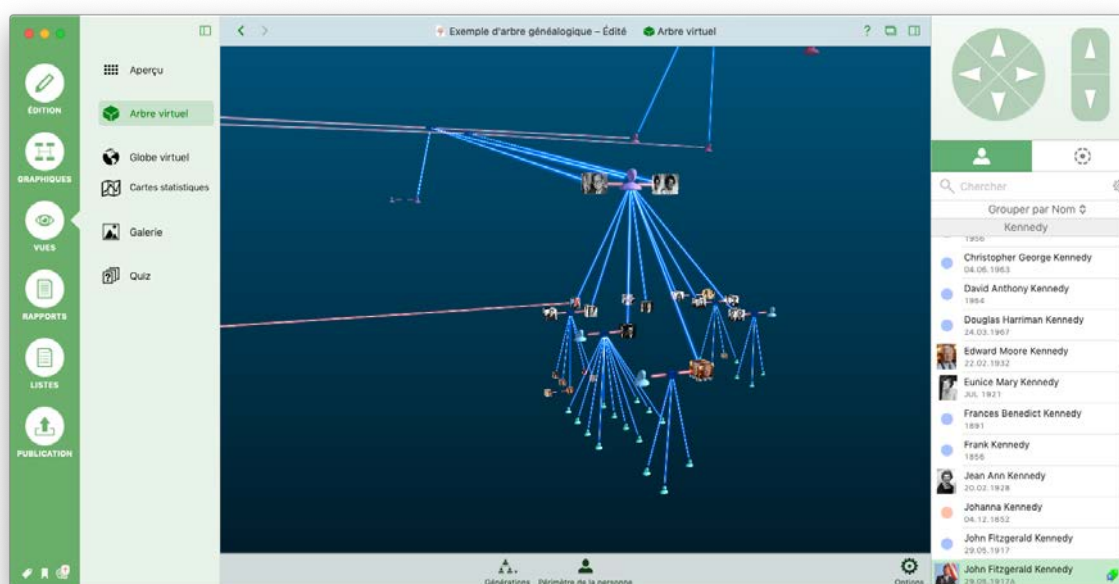 Exemple d'arbre généalogique – Édité
Arbre virtuel
?
ÉDITION
GRAPHIQUES
VUES
RAPPORTS
LISTES
PUBLICATION
Aperçu
Arbre virtuel
Globe virtuel
Cartes statistiques
Galerie
Quiz
Générations
Périmètre de la personne
Options
Chercher
Grouper par Nom
Kennedy
1956
Christopher George Kennedy
04.06.1963
David Anthony Kennedy
1984
Douglas Harriman Kennedy
24.03.1967
Edward Moore Kennedy
22.02.1932
Eunice Mary Kennedy
JUL 1921
Frances Benedict Kennedy
1891
Frank Kennedy
1856
Jean Ann Kennedy
20.02.1928
Johanna Kennedy
04.12.1852
John Fitzgerald Kennedy
29.05.1917
John Fitzgerald Kennedy